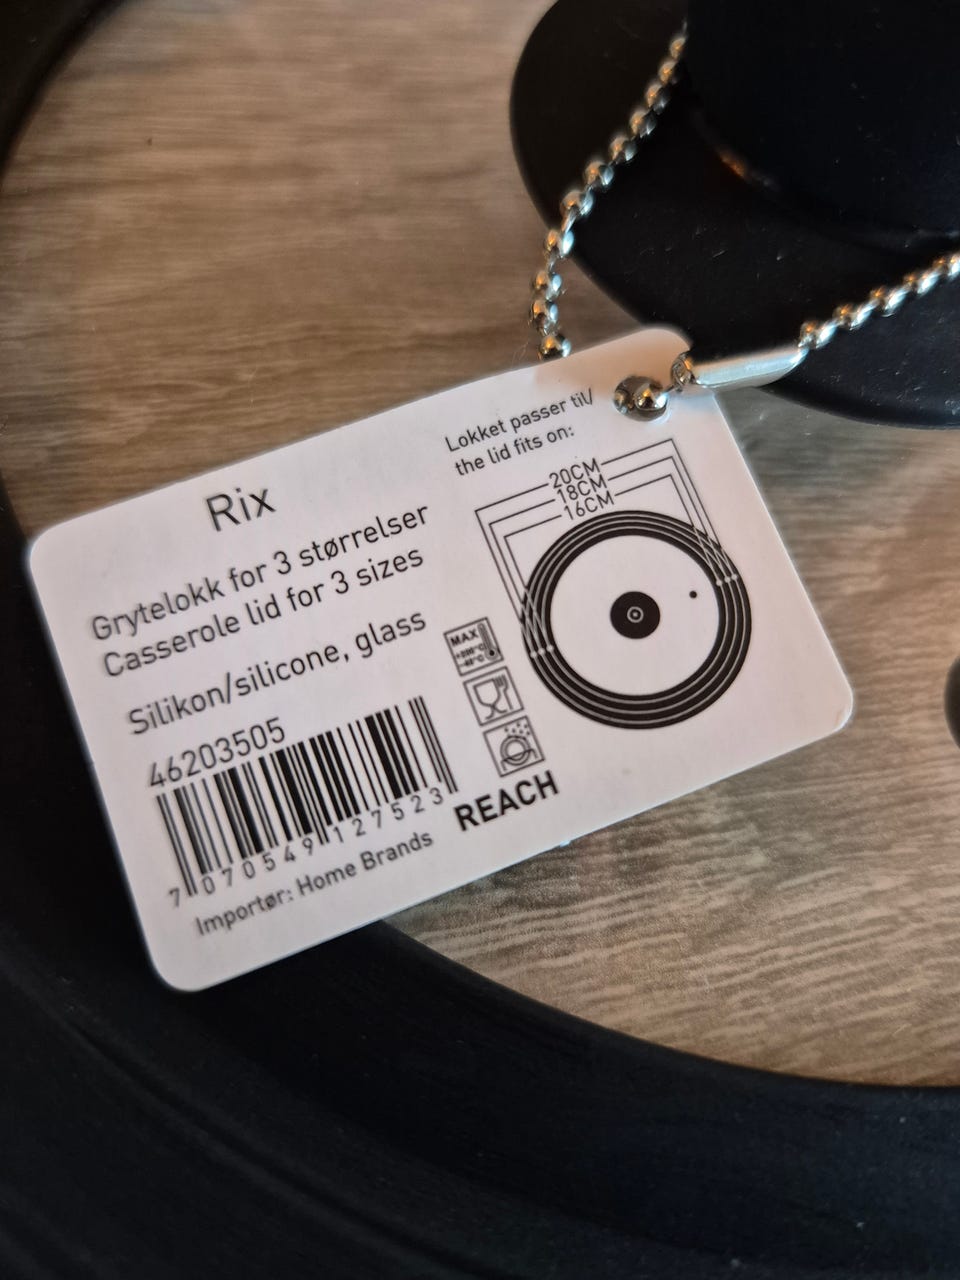 Rix
Grytelokk for 3 størrelser
Casserole lid for 3 sizes
Silikon/silicone, glass
46203505
7 070549 127523
Importør: Home Brands
Lokket passer til/
the lid fits on:
20CM
18CM
16CM
MAX
REACH